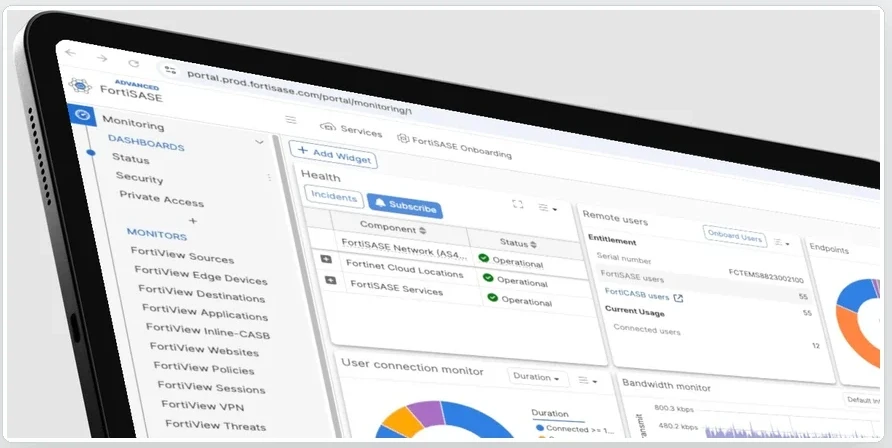 portal.prod.fortisase.com/portal/monitoring/1
ADVANCED
FortiSASE
Services
FortiSASE Onboarding
Monitoring
DASHBOARDS
Status
Security
Private Access
+
MONITORS
FortiView Sources
FortiView Edge Devices
FortiView Destinations
FortiView Applications
FortiView Inline-CASB
FortiView Websites
FortiView Policies
FortiView Sessions
FortiView VPN
FortiView Threats
+ Add Widget
Health
Incidents
Subscribe
Component Status
FortiSASE Network (AS4... Operational
Fortinet Cloud Locations Operational
FortiSASE Services Operational
Remote users
Onboard Users
Entitlement
Serial number FCTEMS8823002100
FortiSASE users 55
FortiCASB users 55
Current Usage
Connected users 12
Endpoints
User connection monitor
Duration
Duration
Connected >= 1...
Bandwidth monitor
800.3 kbps
480.2 kbps